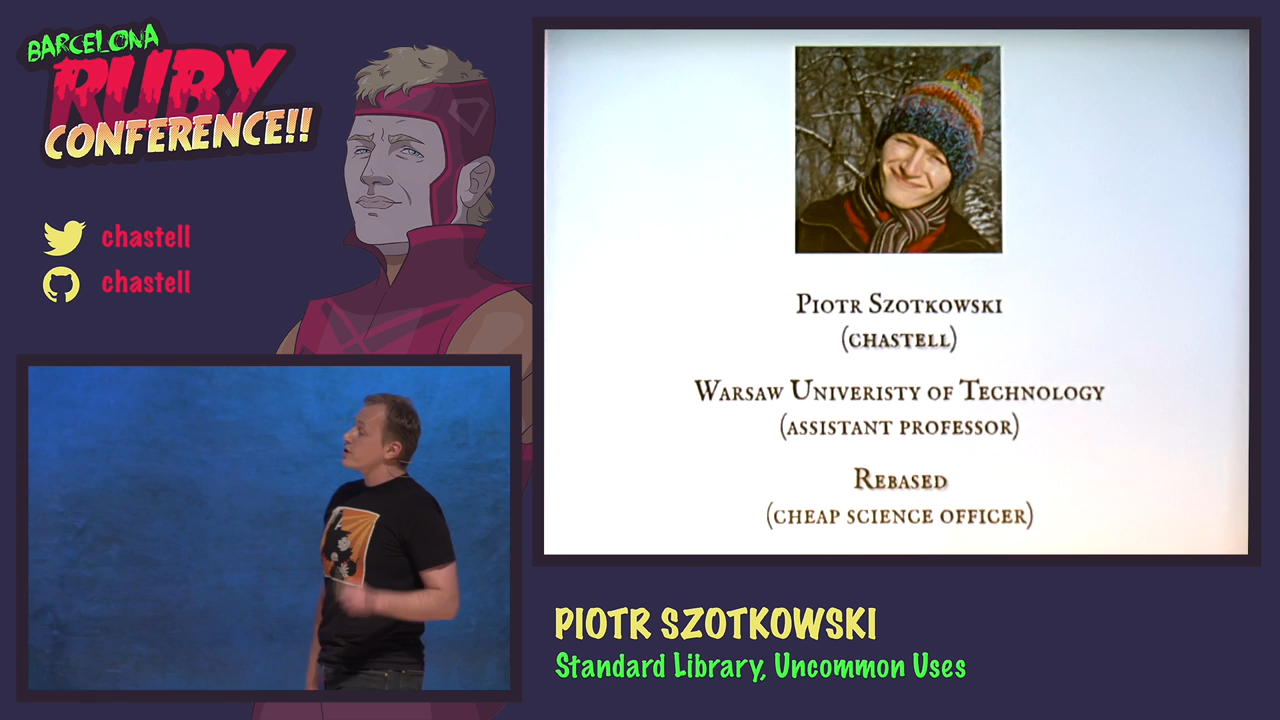 BARCELONA
RUBY
CONFERENCE!!
chastell
chastell
Piotr Szotkowski
(chastell)
Warsaw Univeristy of Technology
(assistant professor)
Rebased
(cheap science officer)
PIOTR SZOTKOWSKI
Standard Library, Uncommon Uses